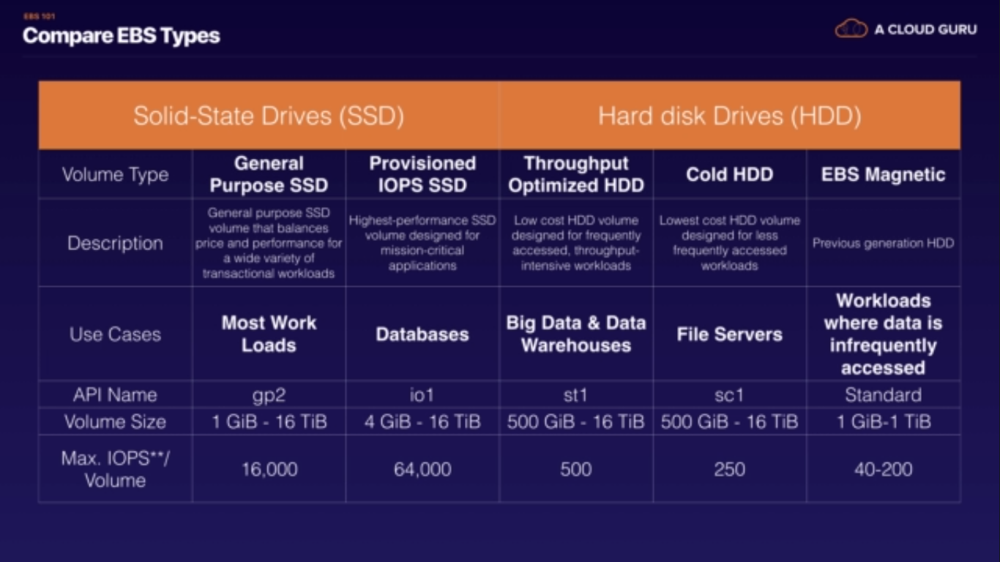 EBS 101
Compare EBS Types
A CLOUD GURU
Solid-State Drives (SSD)
Hard disk Drives (HDD)
Volume Type
General
Purpose SSD
Provisioned
IOPS SSD
Throughput
Optimized HDD
Cold HDD
EBS Magnetic
Description
General purpose SSD
volume that balances
price and performance for
a wide variety of
transactional workloads
Highest-performance SSD
volume designed for
mission-critical
applications
Low cost HDD volume
designed for frequently
accessed, throughput-
intensive workloads
Lowest cost HDD volume
designed for less
frequently accessed
workloads
Previous generation HDD
Use Cases
Most Work
Loads
Databases
Big Data & Data
Warehouses
File Servers
Workloads
where data is
infrequently
accessed
API Name
gp2
io1
st1
sc1
Standard
Volume Size
1 GiB - 16 TiB
4 GiB - 16 TiB
500 GiB - 16 TiB
500 GiB - 16 TiB
1 GiB-1 TiB
Max. IOPS**/
Volume
16,000
64,000
500
250
40-200